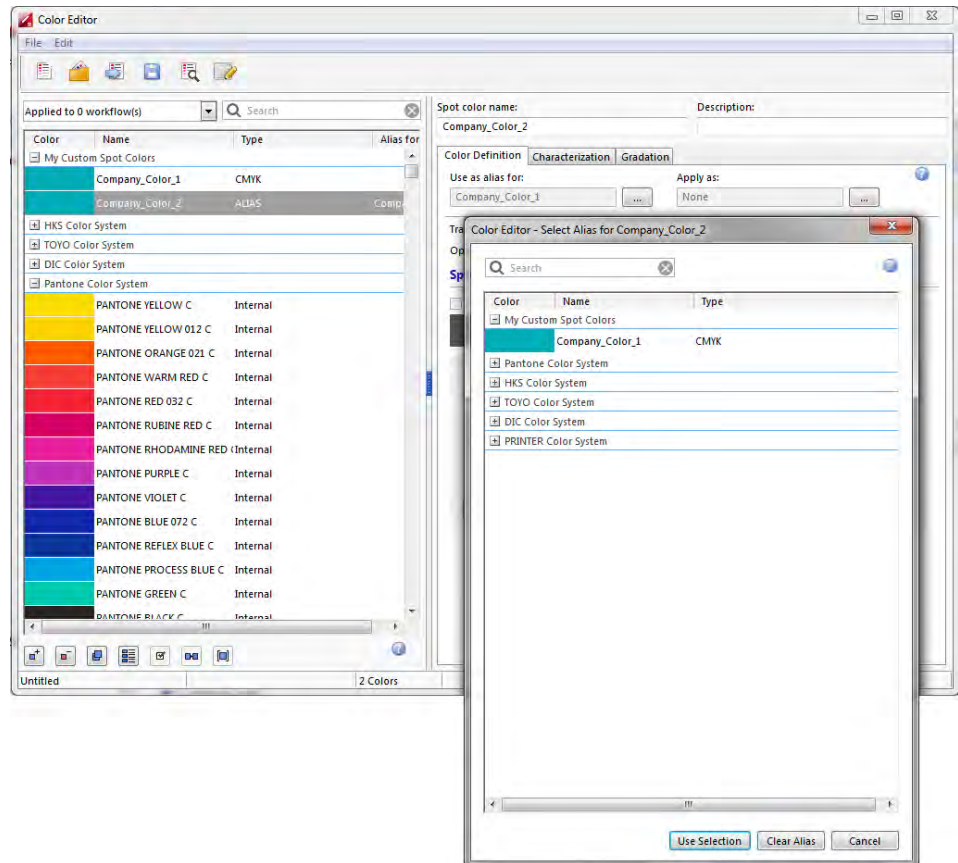 Color Editor
File Edit
Applied to 0 workflow(s)
Search
Color Name Type Alias for
My Custom Spot Colors
Company_Color_1 CMYK
Company_Color_2 ALIAS Comp
HKS Color System
TOYO Color System
DIC Color System
Pantone Color System
PANTONE YELLOW C Internal
PANTONE YELLOW 012 C Internal
PANTONE ORANGE 021 C Internal
PANTONE WARM RED C Internal
PANTONE RED 032 C Internal
PANTONE RUBINE RED C Internal
PANTONE RHODAMINE RED ( Internal
PANTONE PURPLE C Internal
PANTONE VIOLET C Internal
PANTONE BLUE 072 C Internal
PANTONE REFLEX BLUE C Internal
PANTONE PROCESS BLUE C Internal
PANTONE GREEN C Internal
PANTONE BLACK C Internal
Untitled 2 Colors
Spot color name: Description:
Company_Color_2
Color Definition Characterization Gradation
Use as alias for: Apply as:
Company_Color_1 ... None ...
Tra
Op
Sp
Color Editor - Select Alias for Company_Color_2
Search
Color Name Type
My Custom Spot Colors
Company_Color_1 CMYK
Pantone Color System
HKS Color System
TOYO Color System
DIC Color System
PRINTER Color System
Use Selection Clear Alias Cancel